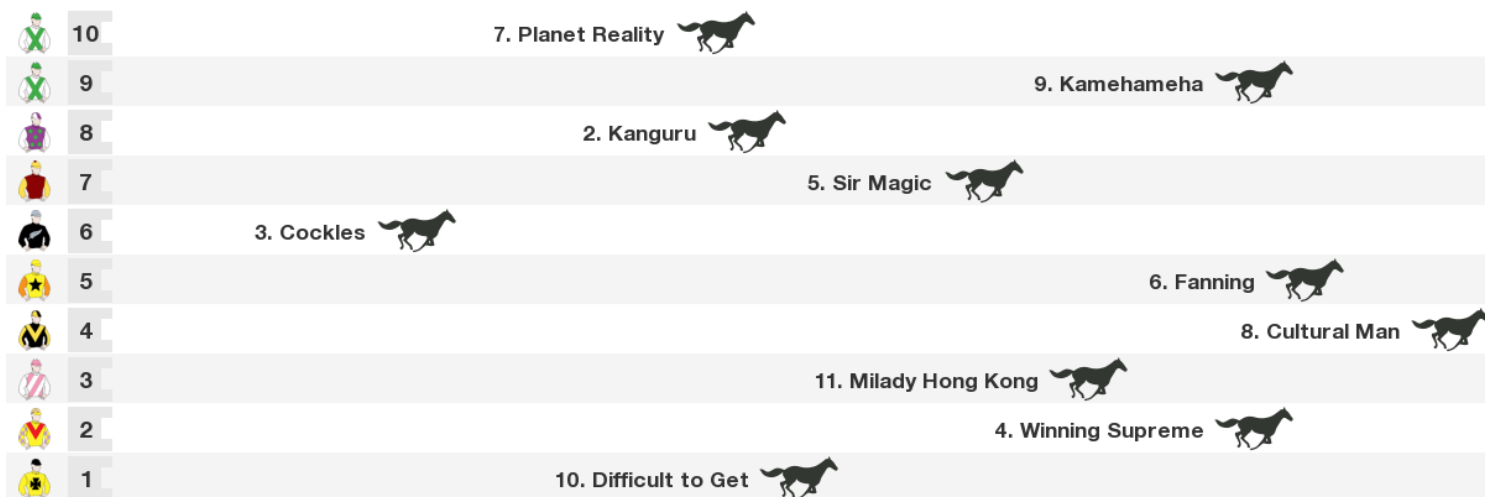 10 7. Planet Reality
9 9. Kamehameha
8 2. Kanguru
7 5. Sir Magic
6 3. Cockles
5 6. Fanning
4 8. Cultural Man
3 11. Milady Hong Kong
2 4. Winning Supreme
1 10. Difficult to Get